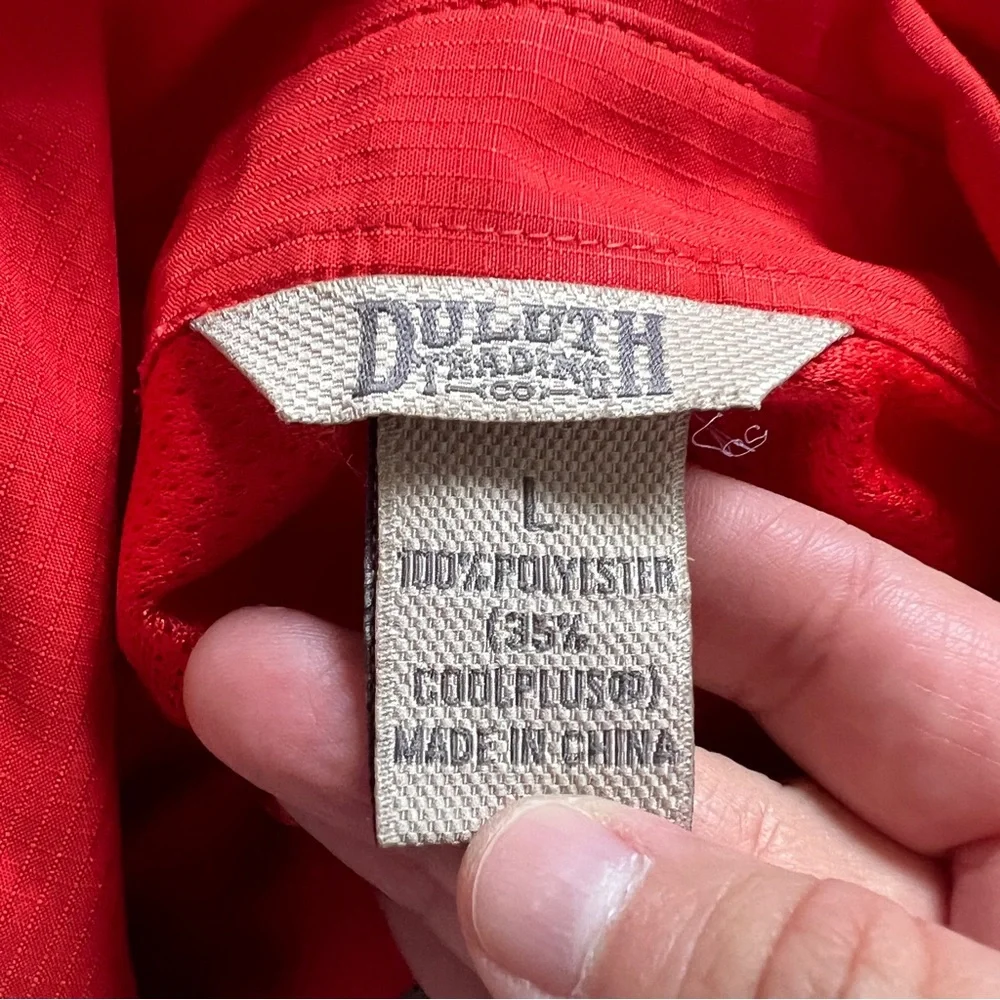 DULUTH
TRADING
CO
L
100% POLYESTER
(35%
COOLPLUS®)
MADE IN CHINA